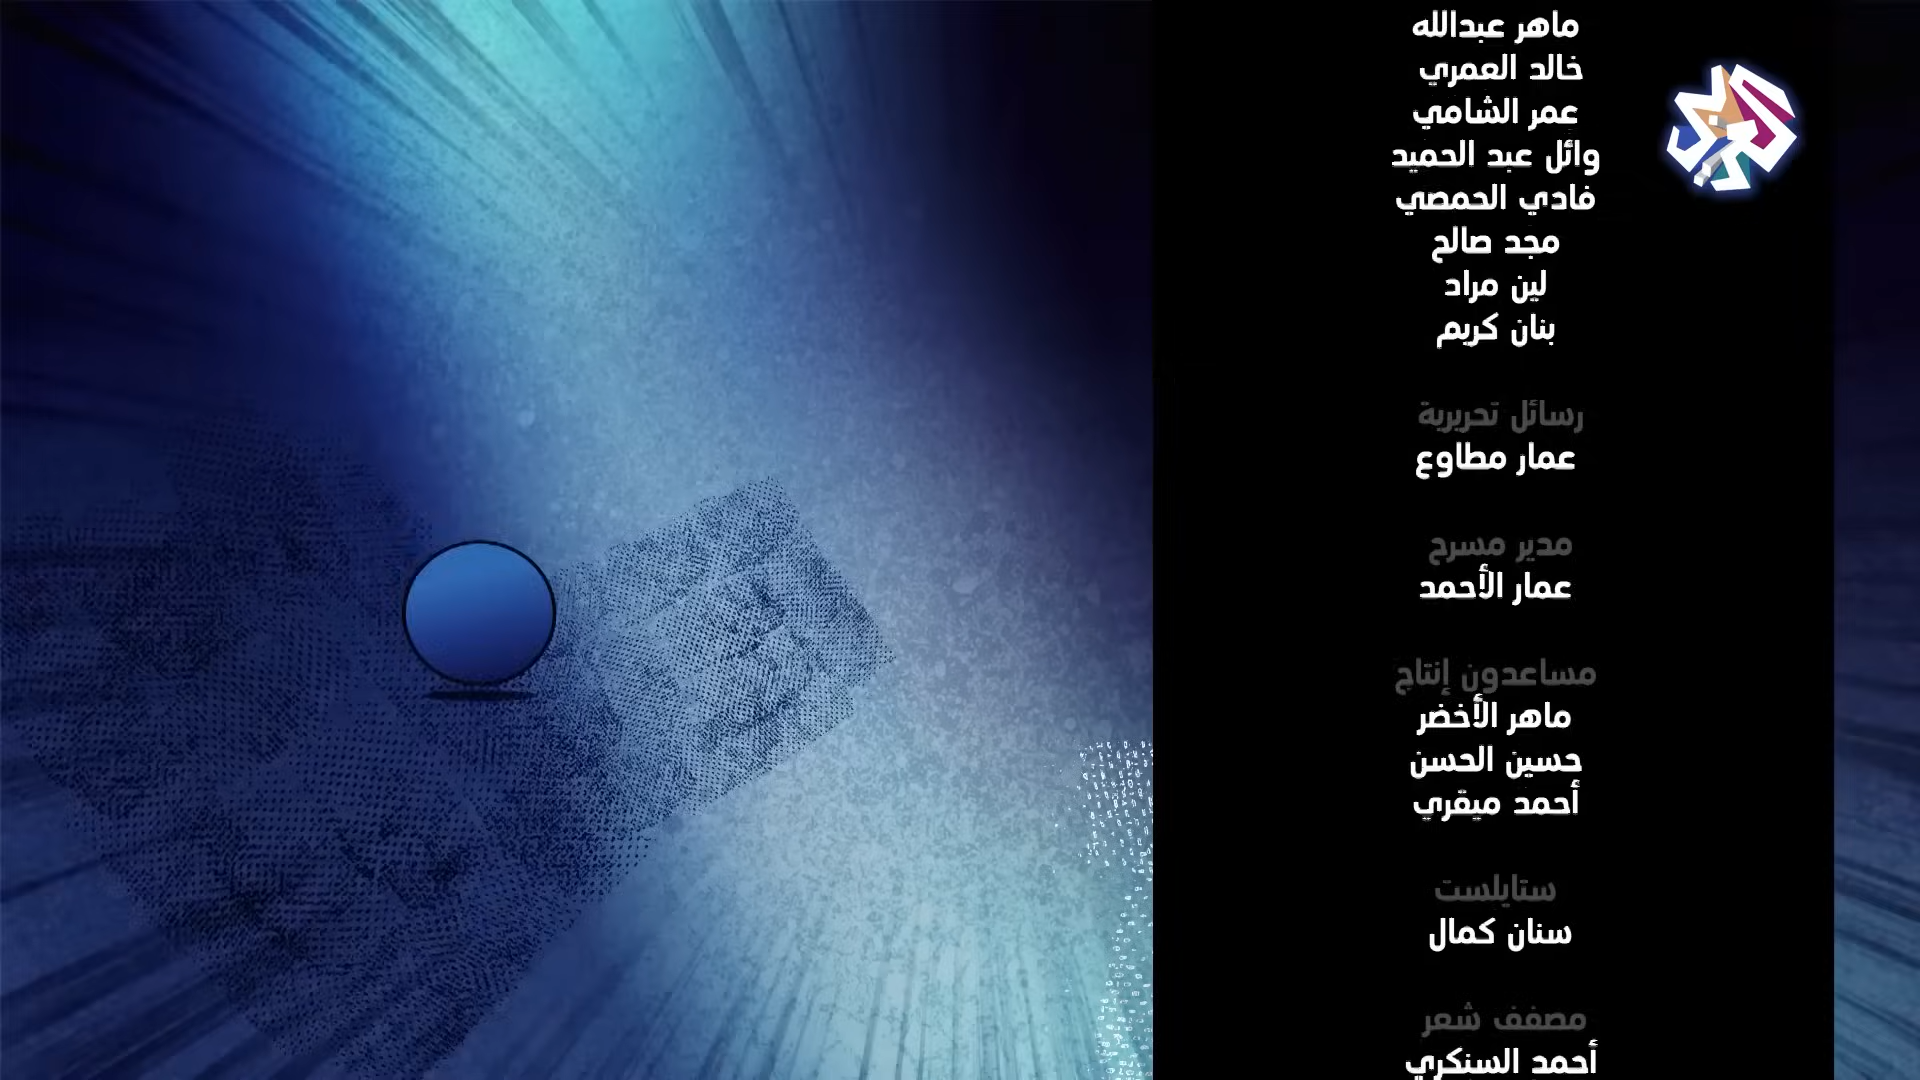 ماهر عبدالله
خالد العمري
عمر الشامي
وائل عبد الحميد
فادي الحمصي
مجد صالح
لين مراد
بنان كريم
رسائل تحريرية
عمار مطاوع
مدير مسرح
عمار الأحمد
مساعدون إنتاج
ماهر الأخضر
حسين الحسن
أحمد ميقري
ستايلست
سنان كمال
مصفف شعر
أحمد السنكري